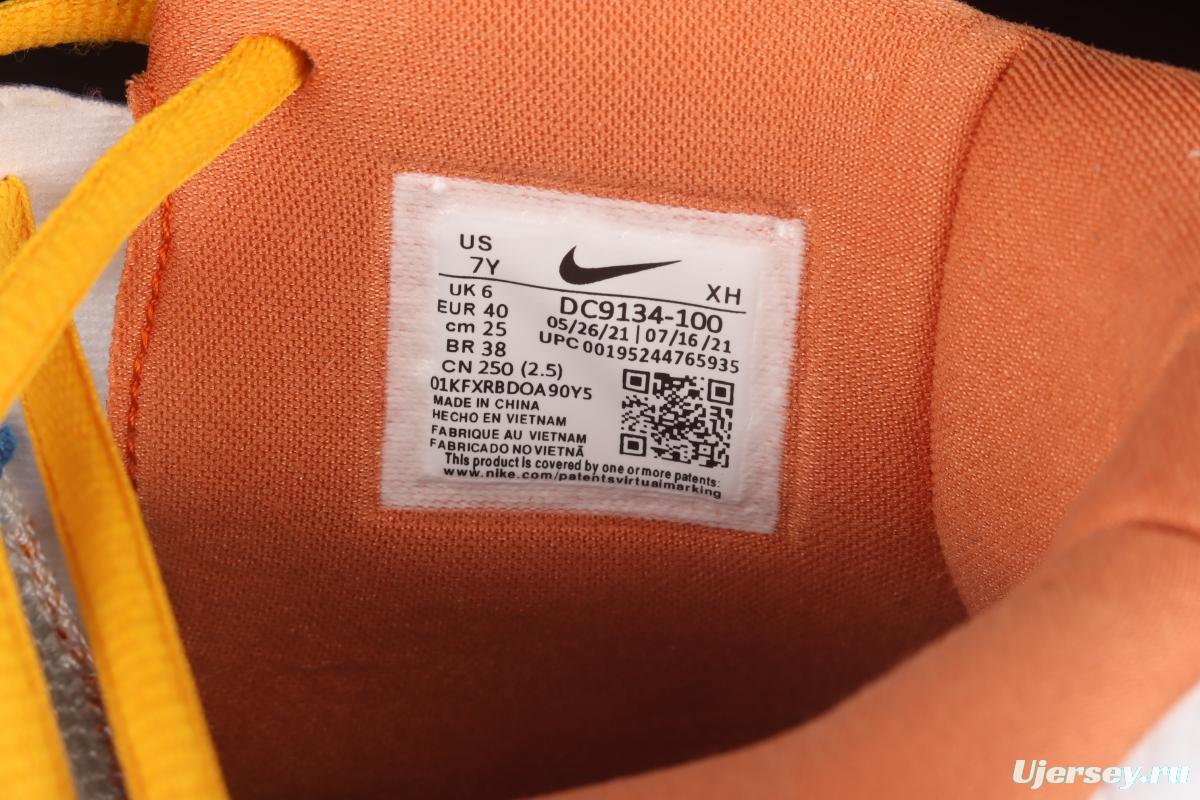 US
7Y
XH
UK 6
EUR 40
cm 25
BR 38
CN 250 (2.5)
DC9134-100
05/26/21 | 07/16/21
UPC 00195244765935
01KFXRBDOA90Y5
MADE IN CHINA
HECHO EN VIETNAM
FABRIQUE AU VIETNAM
FABRICADO NO VIETNÃ
This product is covered by one or more patents:
www.nike.com/patentsvirtuaimarking
Ujersey.ru